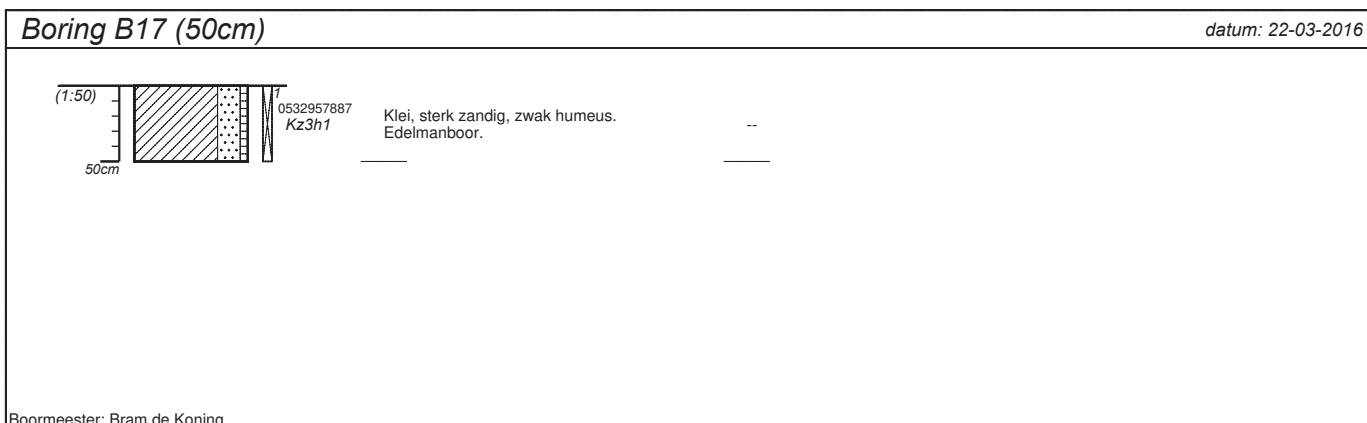 Boring B17 (50cm)
datum: 22-03-2016
(1:50)
1
0532957887
Kz3h1
Klei, sterk zandig, zwak humeus.
Edelmanboor.
--
50cm
Boormeester: Bram de Koning